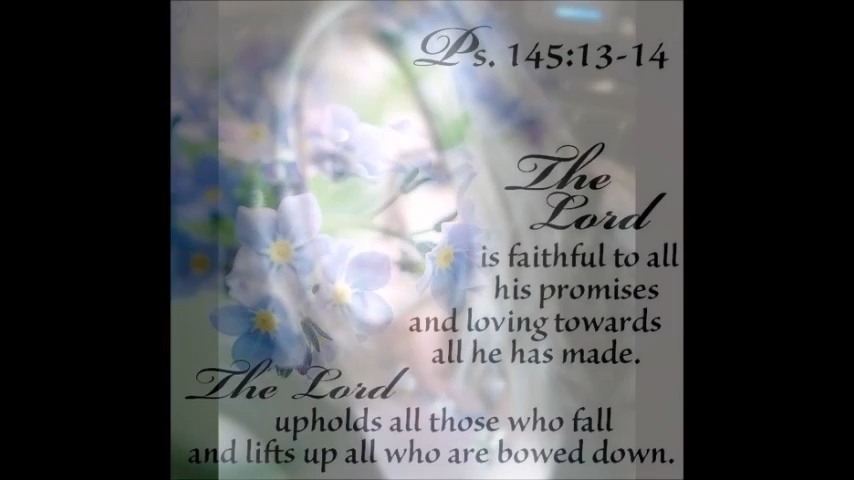 Ps. 145:13-14
The
Lord
is faithful to all
his promises
and loving towards
all he has made.
The Lord
upholds all those who fall
and lifts up all who are bowed down.